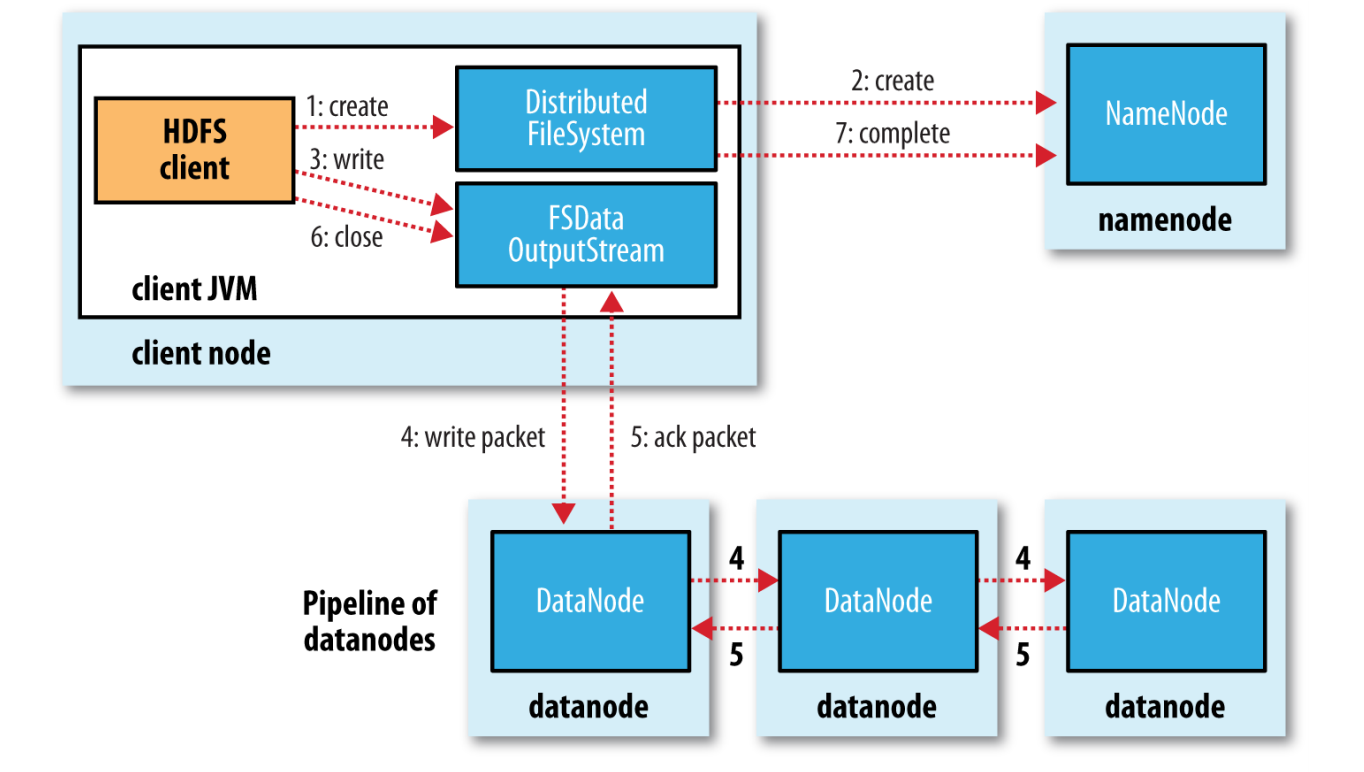 HDFS
client
1: create
3: write
6: close
Distributed
FileSystem
FSData
OutputStream
client JVM
client node
2: create
7: complete
NameNode
namenode
4: write packet
5: ack packet
Pipeline of
datanodes
DataNode
datanode
4
5
DataNode
datanode
4
5
DataNode
datanode